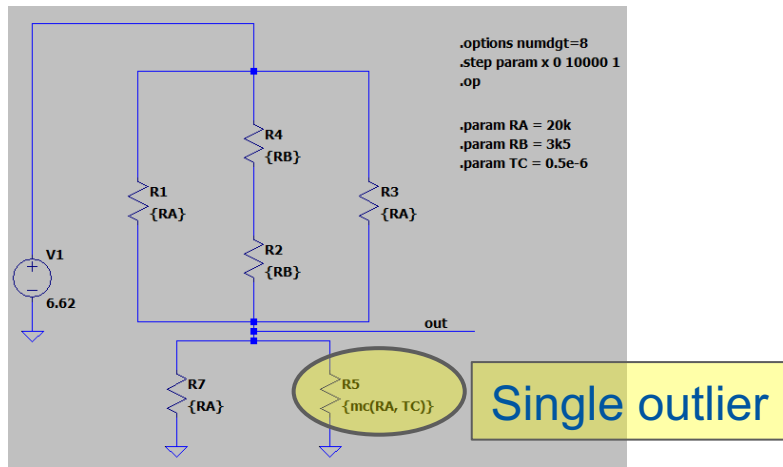 .options numdgt=8
.step param x 0 10000 1
.op
.param RA = 20k
.param RB = 3k5
.param TC = 0.5e-6
R4
{RB}
R1
{RA}
R3
{RA}
R2
{RB}
V1
6.62
out
R7
{RA}
R5
{mc(RA, TC)}
Single outlier